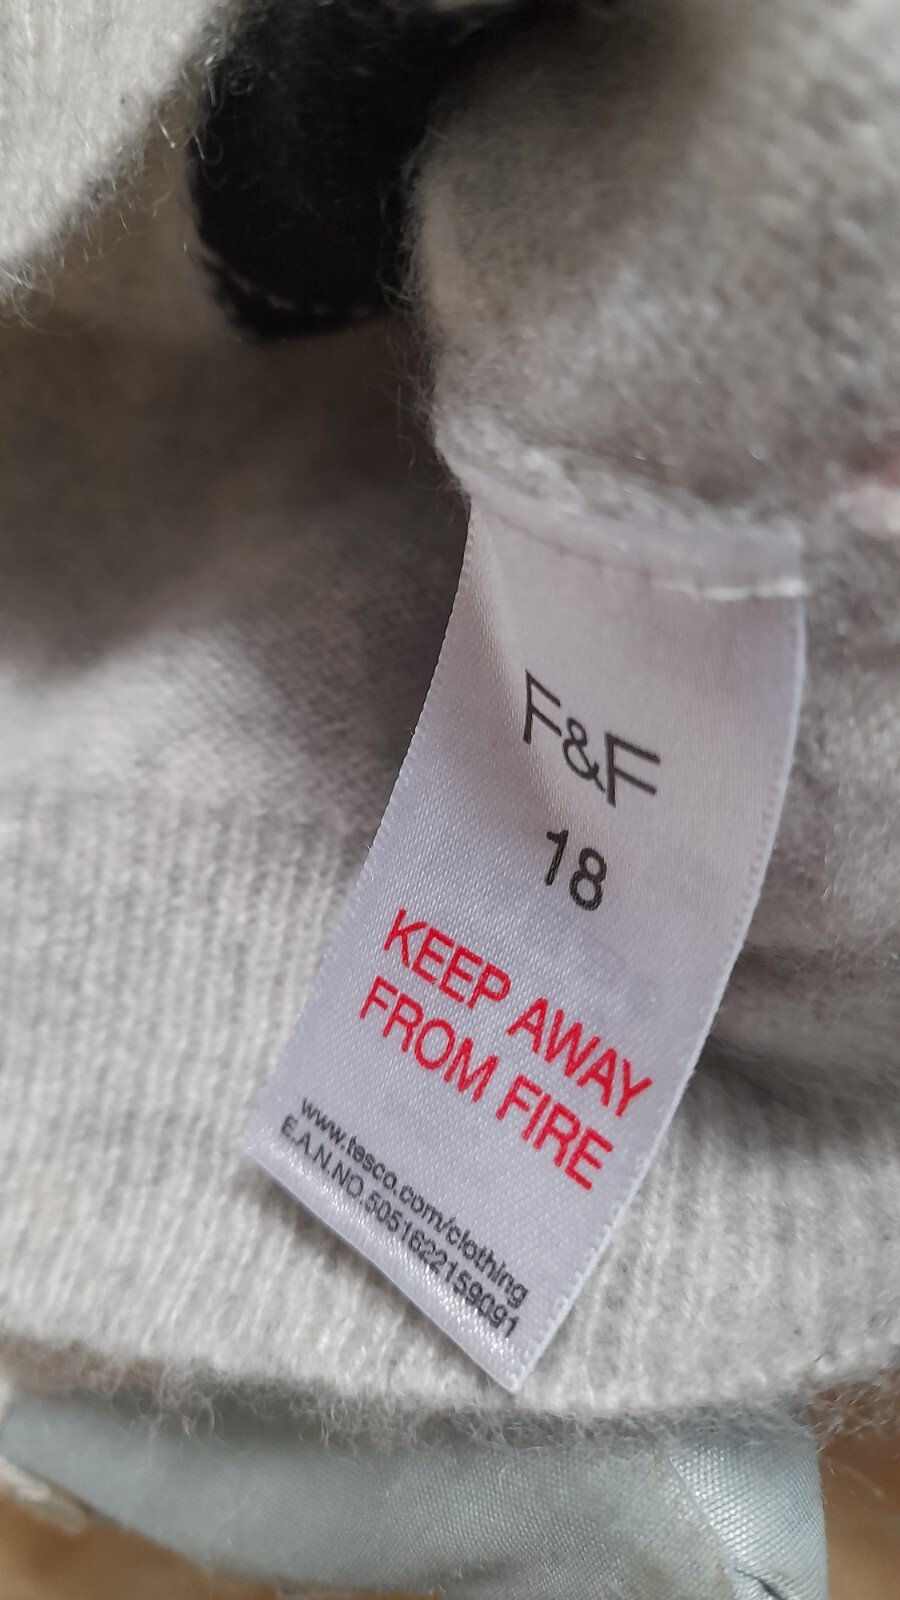 F&F
18
KEEP AWAY
FROM FIRE
www.tesco.com/clothing
E.A.N.NO.5051622159091